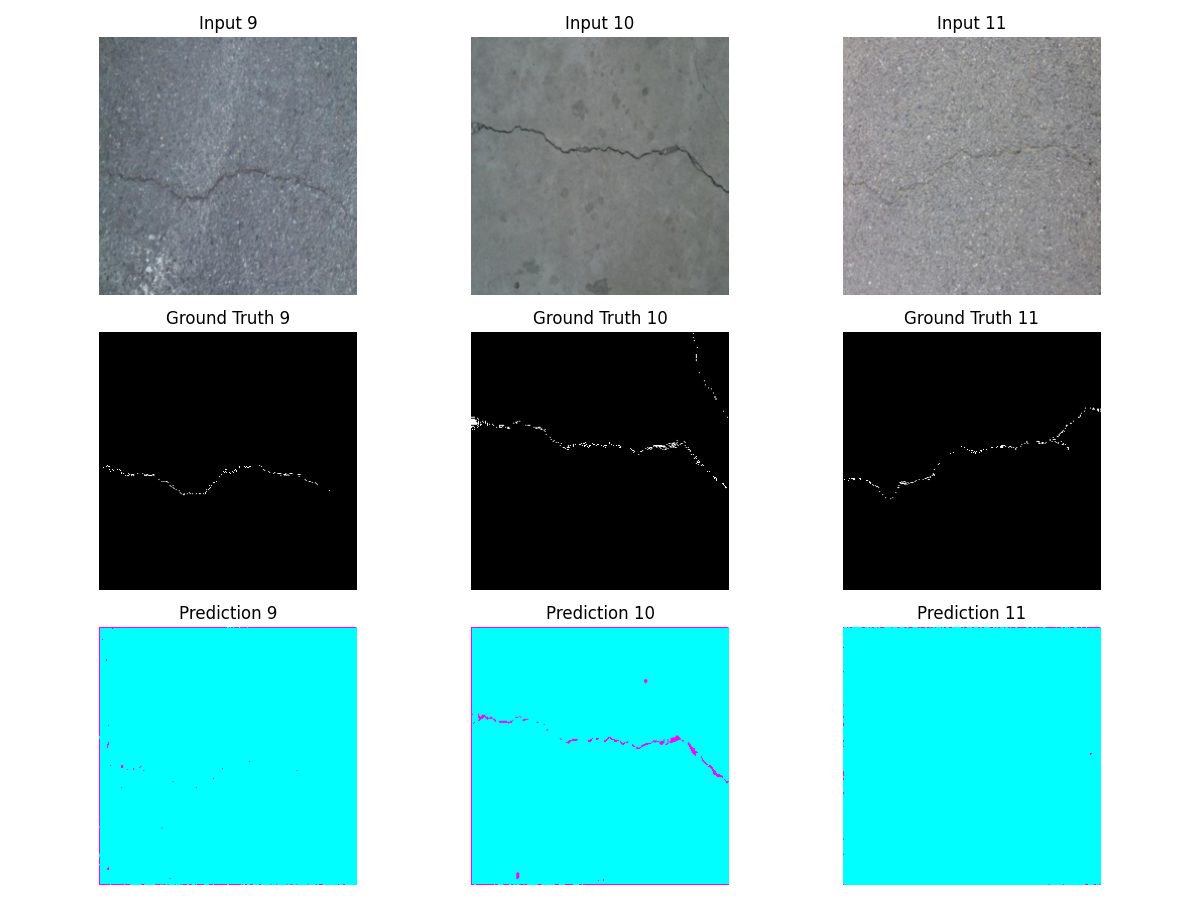 Input 9
Input 10
Input 11
Ground Truth 9
Ground Truth 10
Ground Truth 11
Prediction 9
Prediction 10
Prediction 11